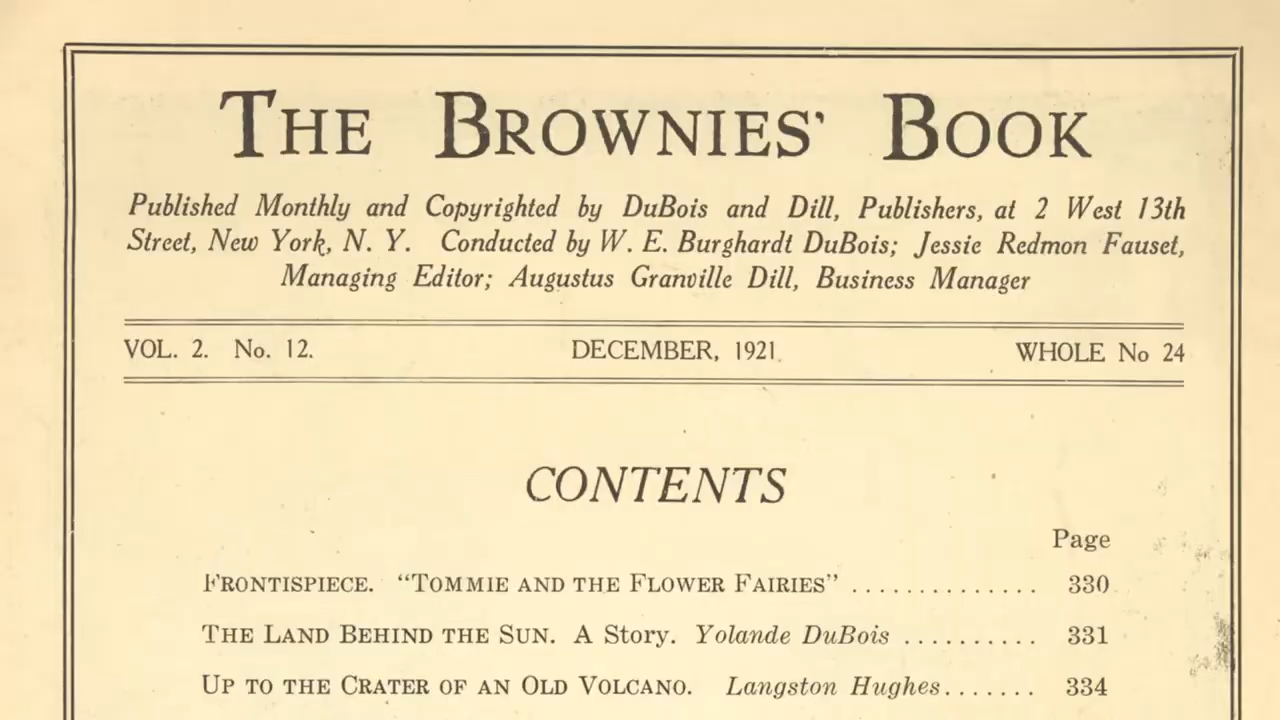 THE BROWNIES' BOOK
Published Monthly and Copyrighted by DuBois and Dill, Publishers, at 2 West 13th
Street, New York, N. Y. Conducted by W. E. Burghardt DuBois; Jessie Redmon Fauset,
Managing Editor; Augustus Granville Dill, Business Manager
VOL. 2. No. 12. DECEMBER, 1921. WHOLE No 24
CONTENTS
Page
FRONTISPIECE. "TOMMIE AND THE FLOWER FAIRIES" .............. 330
THE LAND BEHIND THE SUN. A Story. Yolande DuBois .......... 331
UP TO THE CRATER OF AN OLD VOLCANO. Langston Hughes....... 334